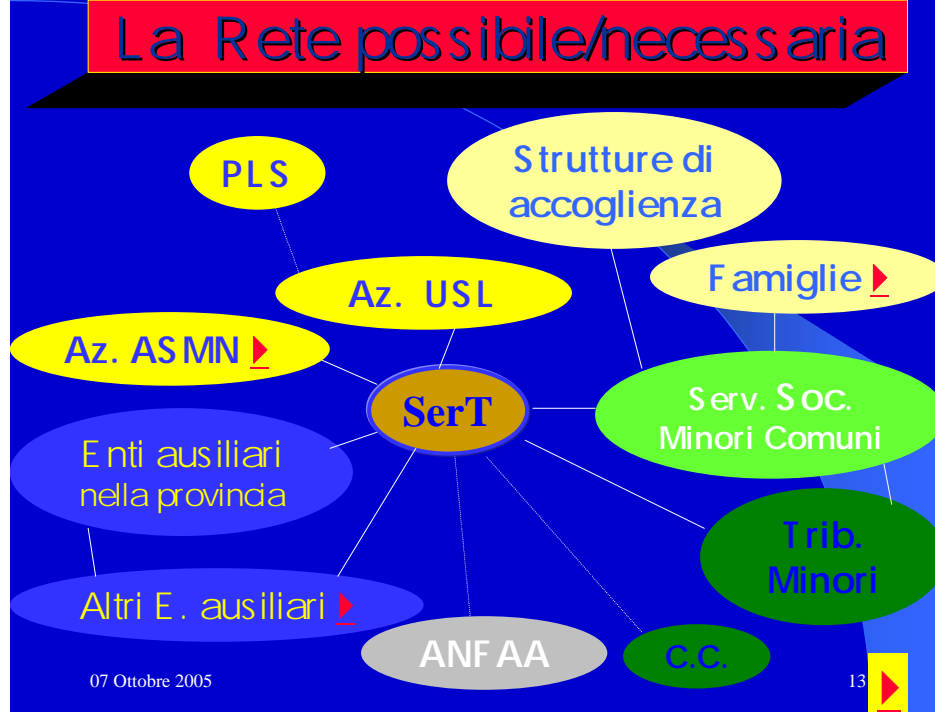 La Rete possibile/necessaria
PLS
Strutture di
accoglienza
Az. USL
Famiglie
Az. ASMN
SerT
Serv. Soc.
Minori Comuni
Enti ausiliari
nella provincia
Trib.
Minori
Altri E. ausiliari
ANFAA
C.C.
07 Ottobre 2005
13